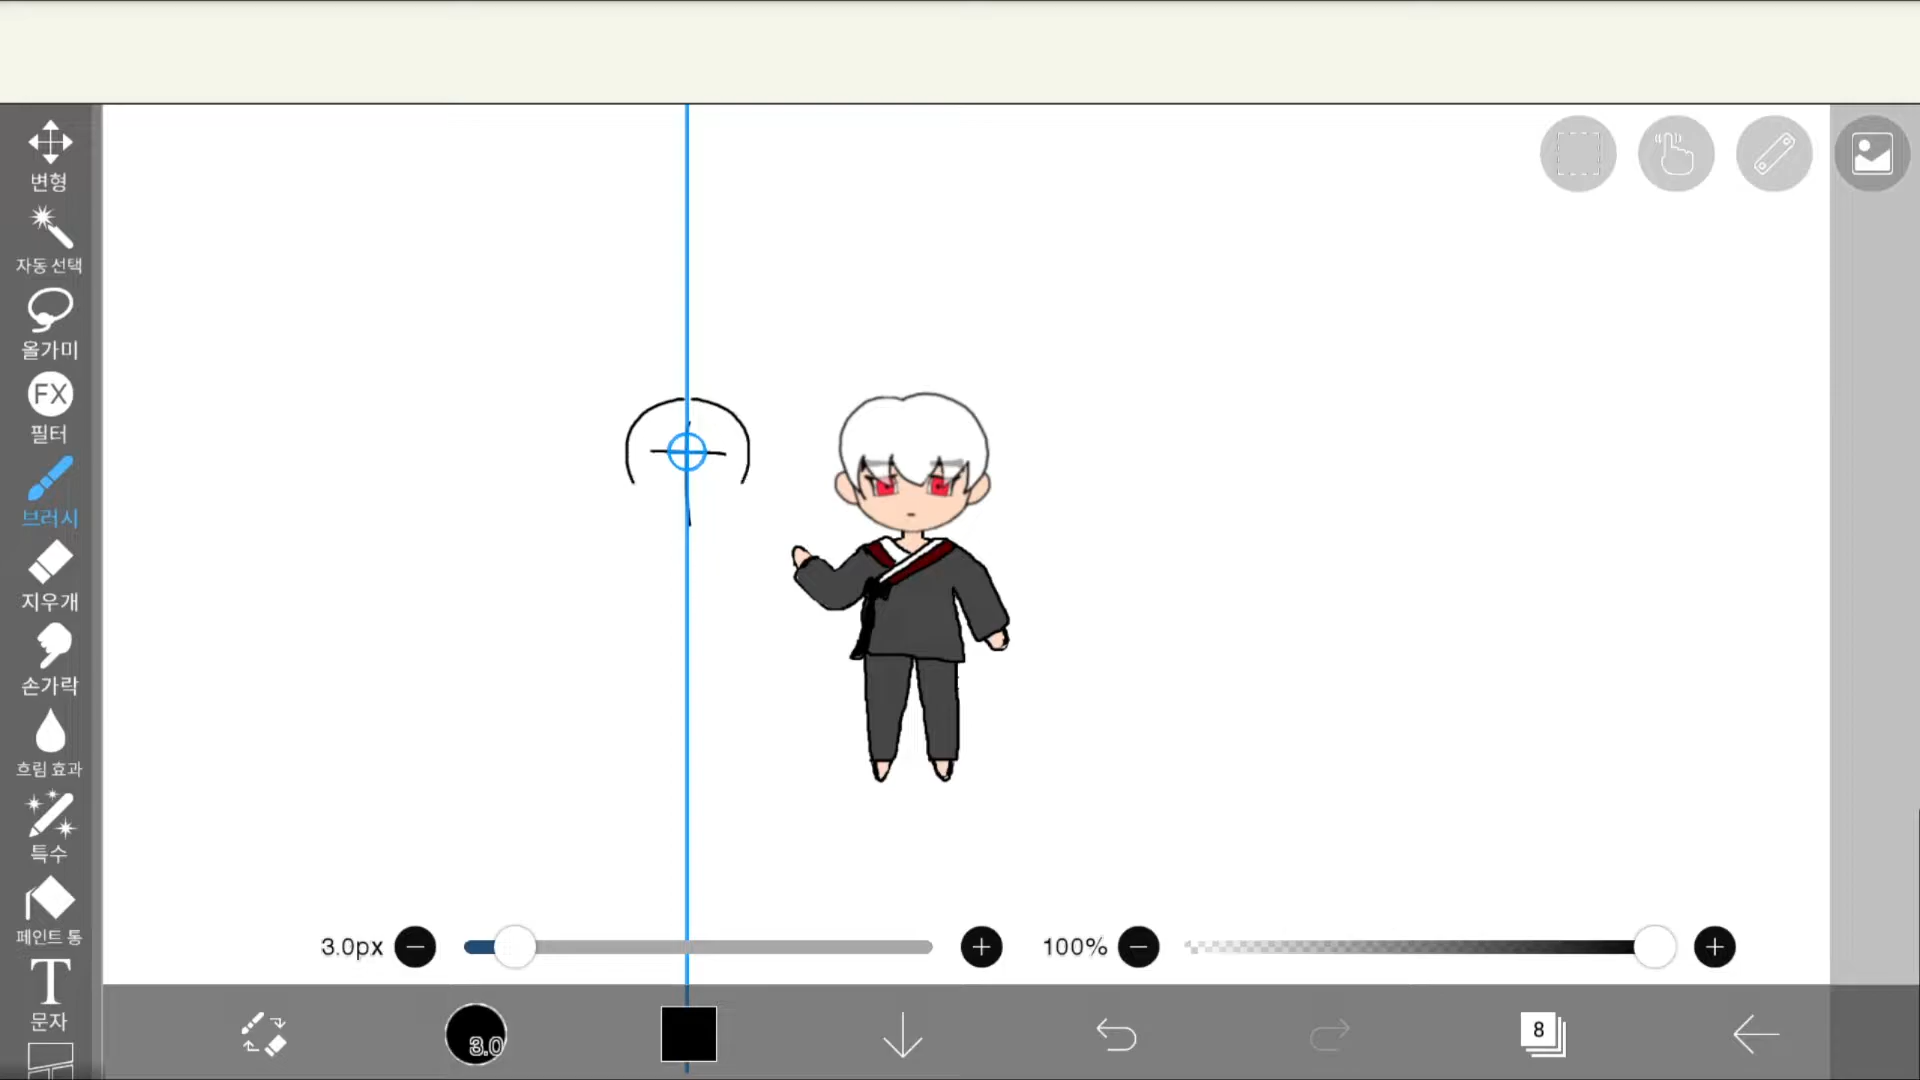 변형
자동 선택
올가미
FX
필터
브러시
지우개
손가락
흐림 효과
특수
페인트 통
T
문자
3.0px
100%
3.0
8